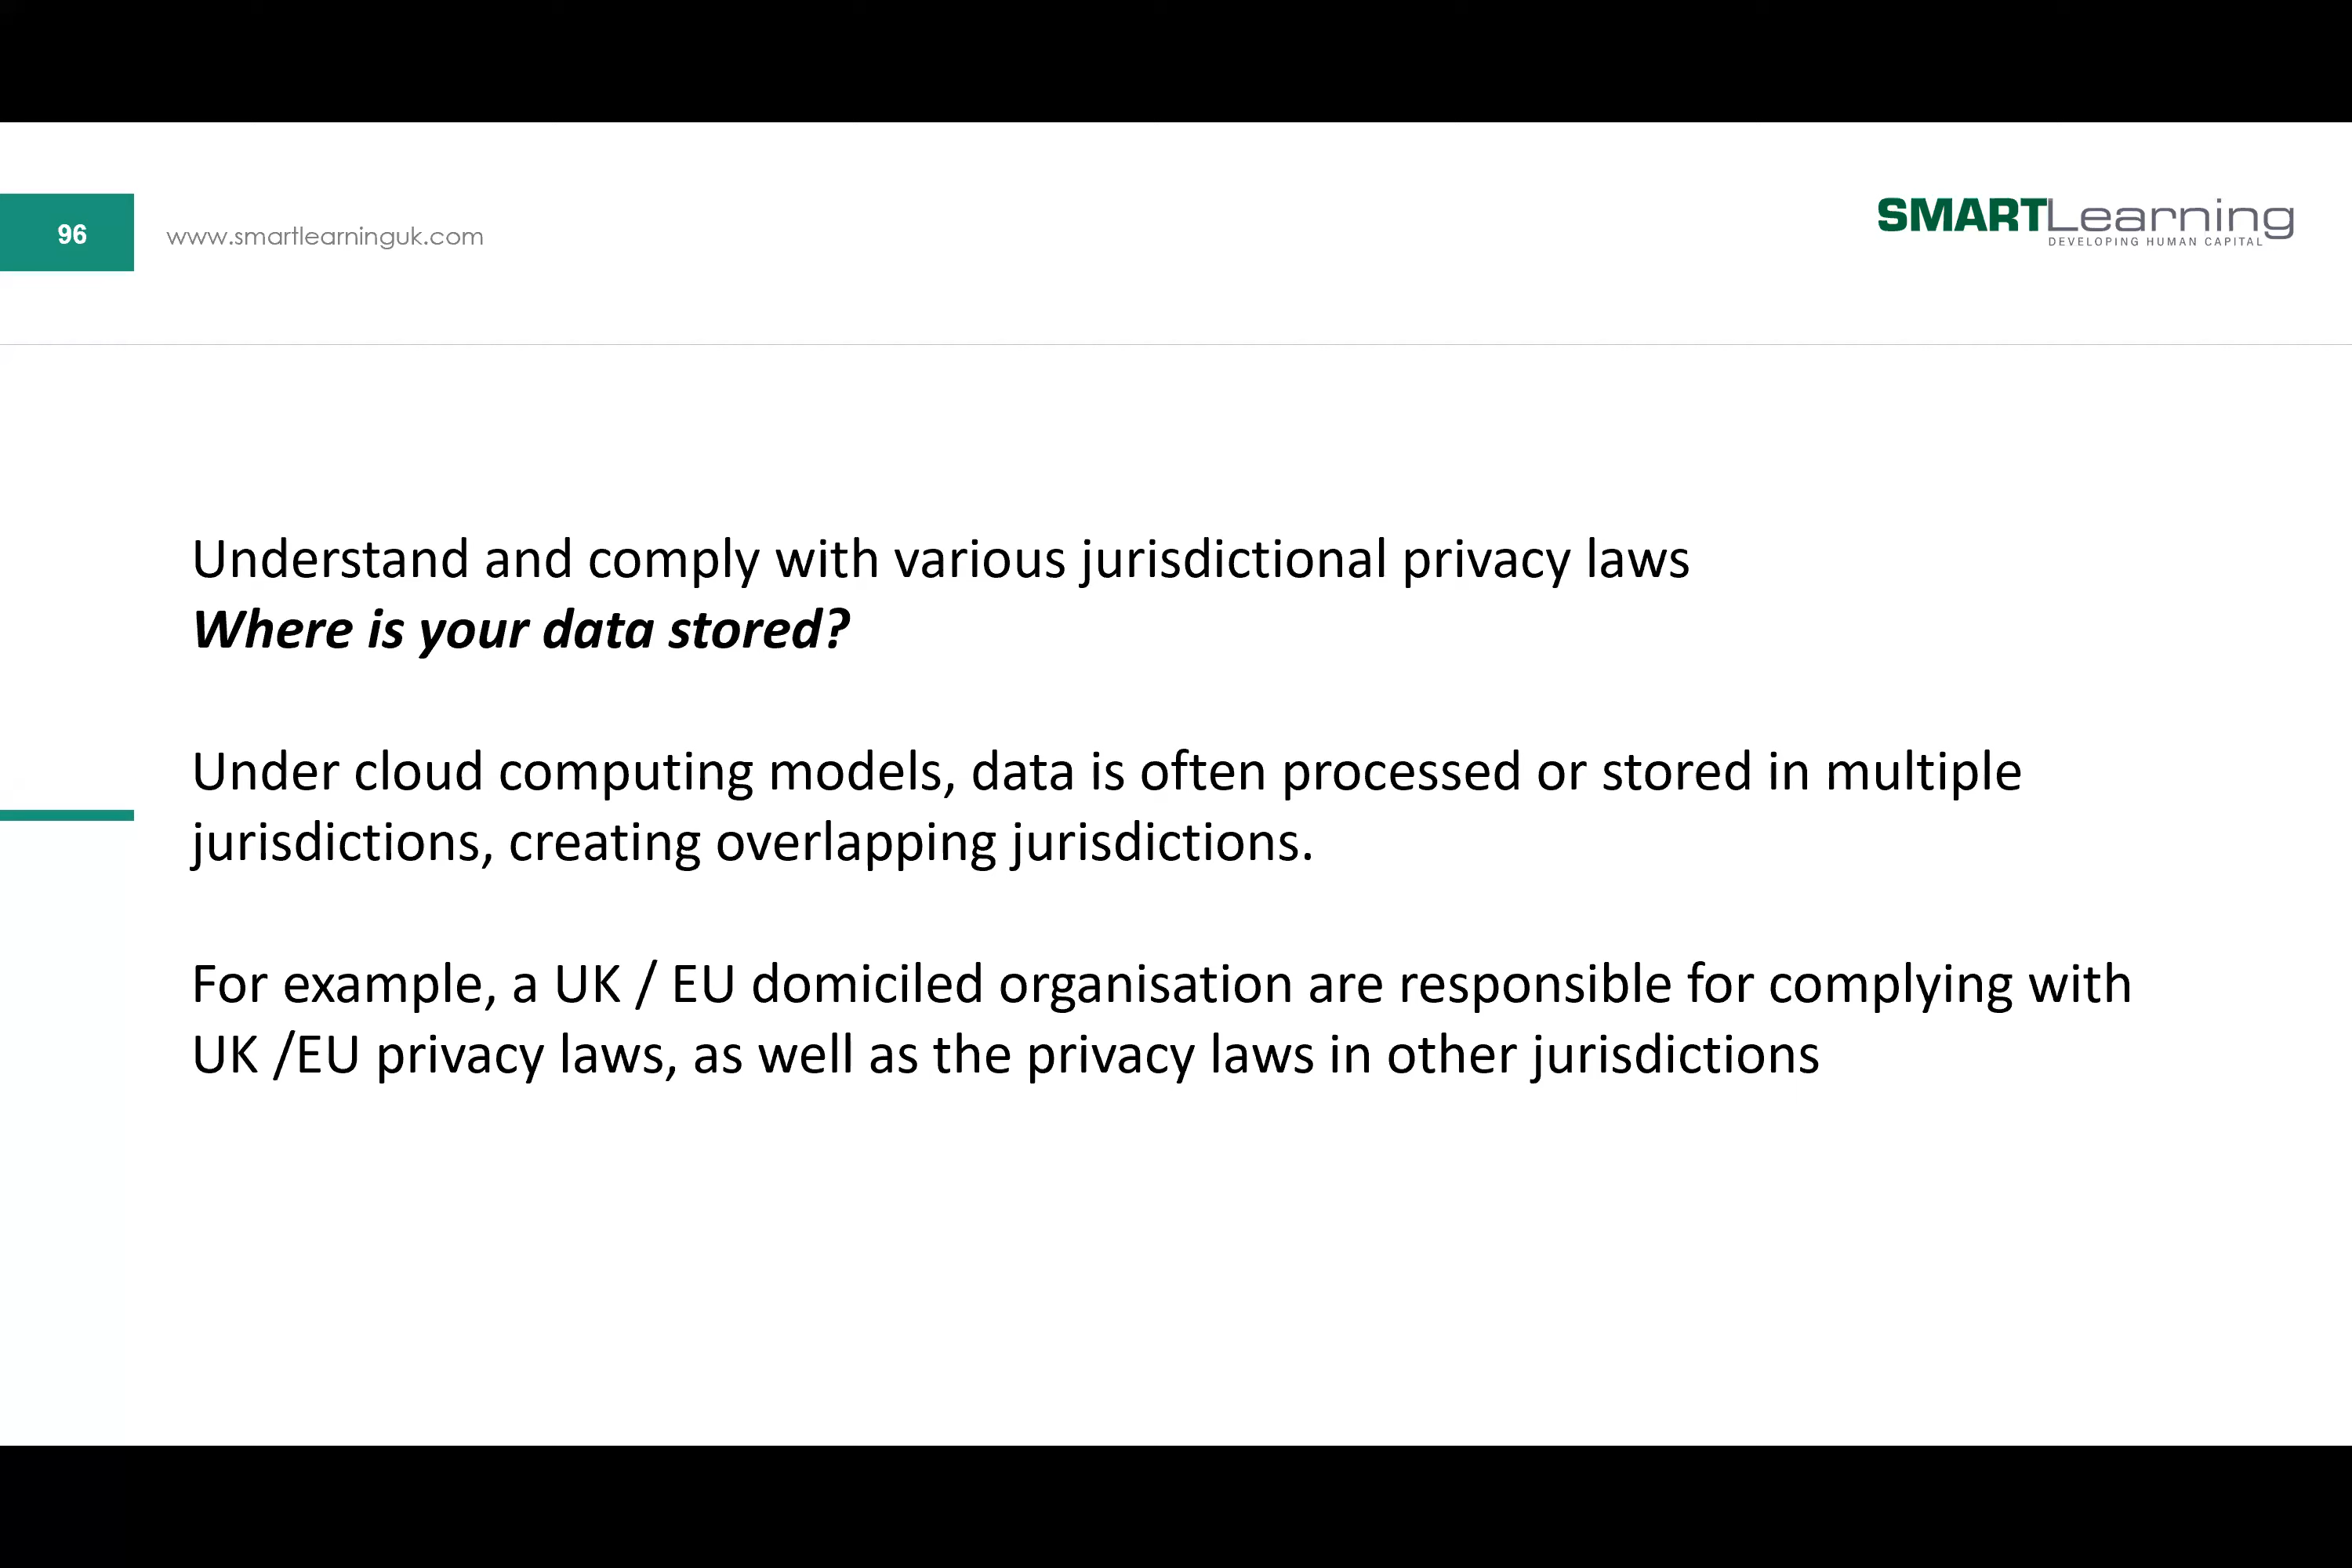 96
www.smartlearninguk.com
SMARTLearning
DEVELOPING HUMAN CAPITAL
Understand and comply with various jurisdictional privacy laws
Where is your data stored?
Under cloud computing models, data is often processed or stored in multiple
jurisdictions, creating overlapping jurisdictions.
For example, a UK / EU domiciled organisation are responsible for complying with
UK /EU privacy laws, as well as the privacy laws in other jurisdictions